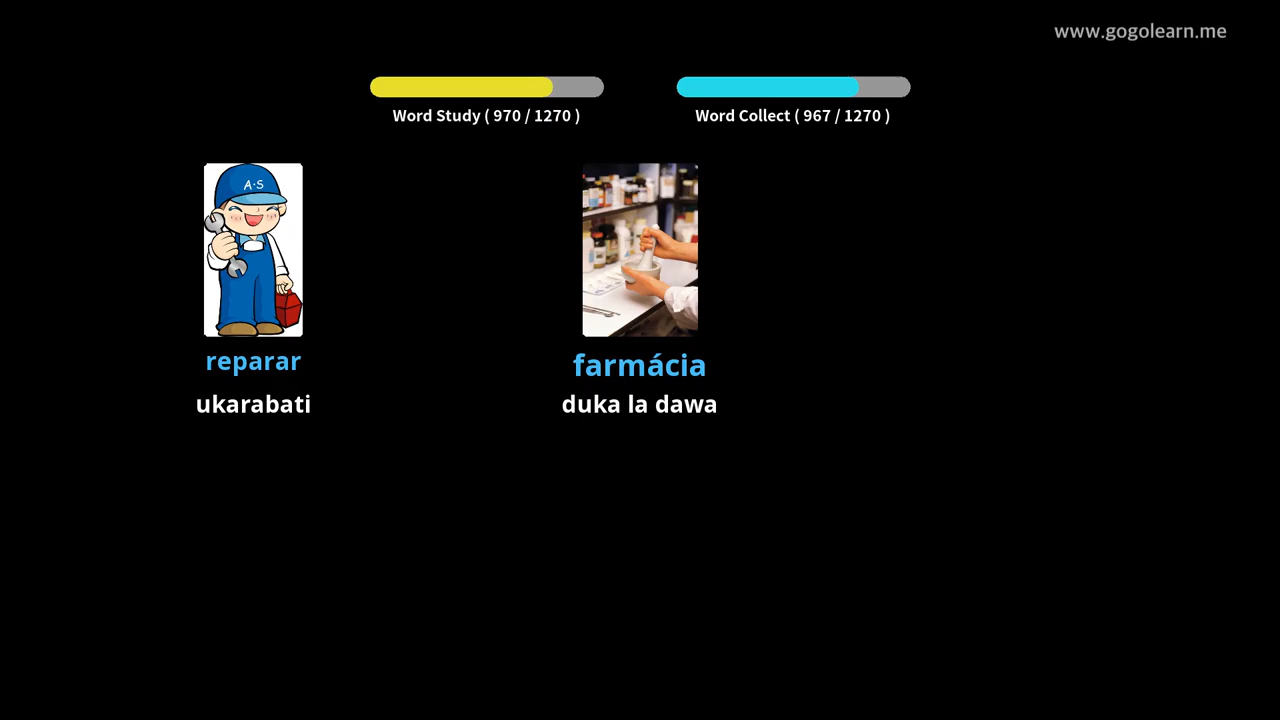 www.gogolearn.me
Word Study ( 970 / 1270 )
Word Collect ( 967 / 1270 )
A·S
reparar
farmácia
ukarabati
duka la dawa